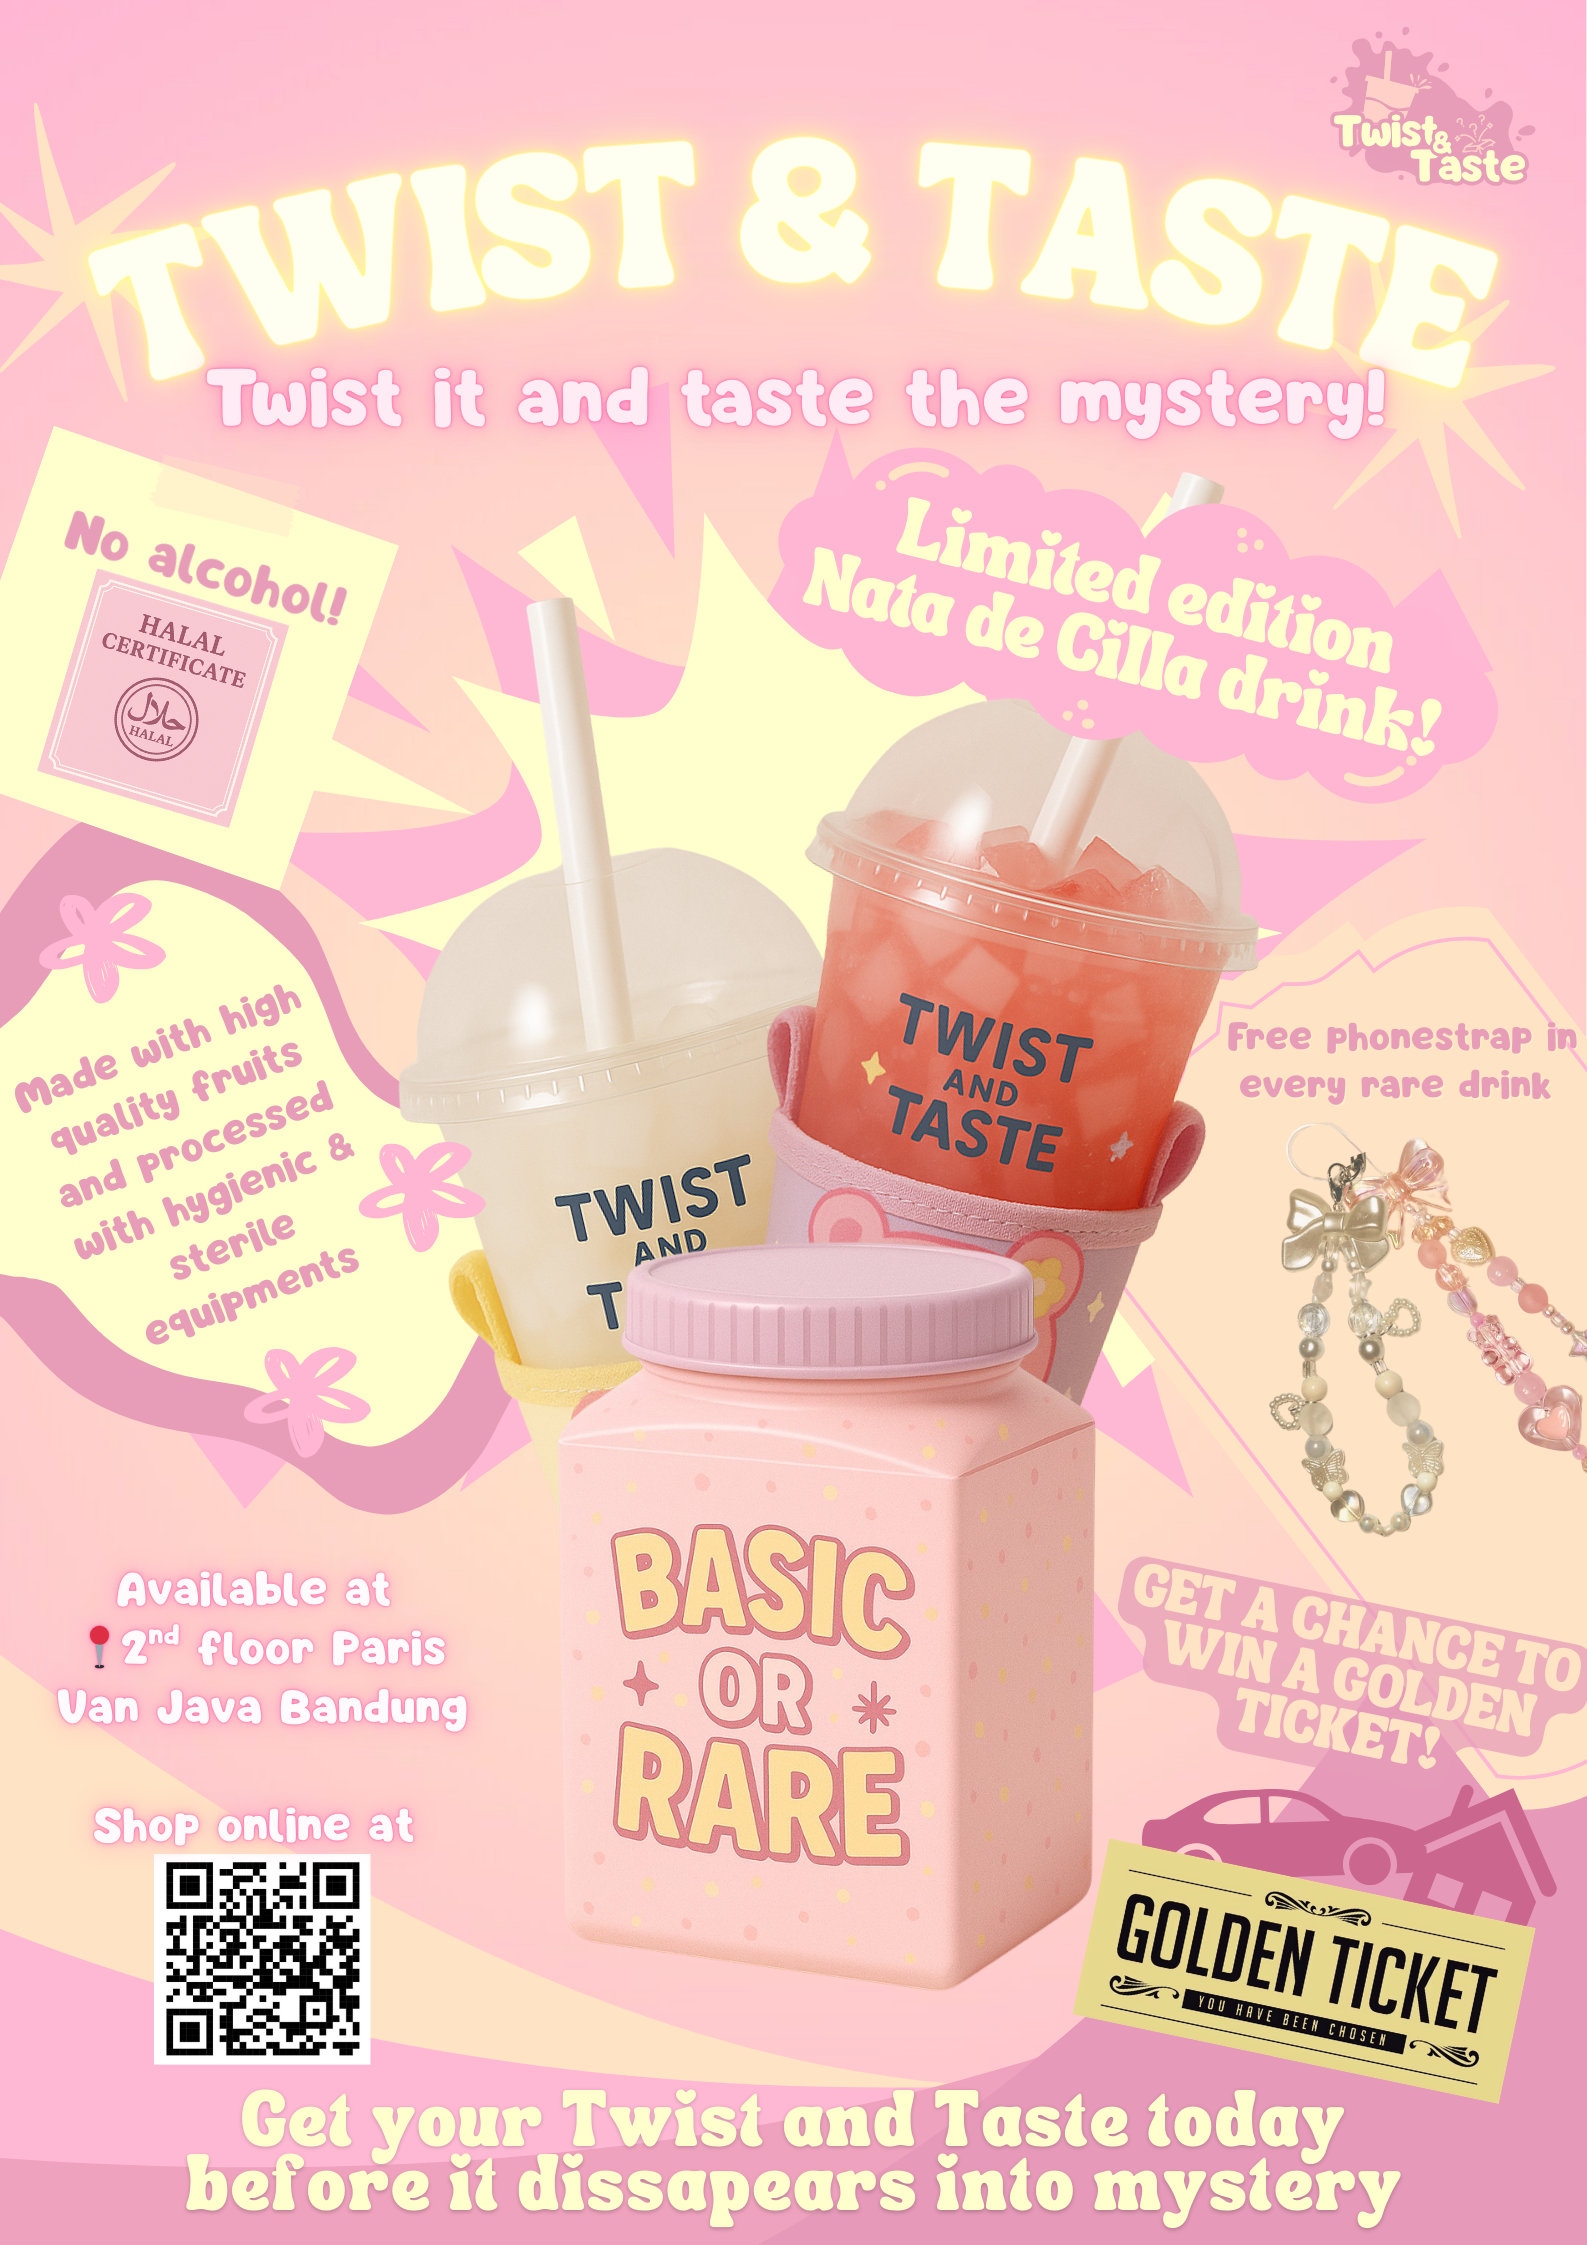 Twist
&
Taste
TWIST & TASTE
Twist it and taste the mystery!
No alcohol!
HALAL
CERTIFICATE
حلال
HALAL
Limited edition
Nata de Cilla drink!
Made with high
quality fruits
and processed
with hygienic &
sterile
equipments
TWIST
AND
TASTE
TWIST
AND
T
Free phonestrap in
every rare drink
BASIC
OR
RARE
Available at
📍2nd floor Paris
Van Java Bandung
Shop online at
GET A CHANCE TO
WIN A GOLDEN
TICKET!
GOLDEN TICKET
YOU HAVE BEEN CHOSEN
Get your Twist and Taste today
before it dissapears into mystery